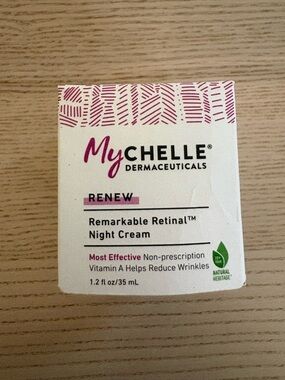 MyCHELLE®
DERMACEUTICALS
RENEW
Remarkable Retinal™
Night Cream
Most Effective Non-prescription
Vitamin A Helps Reduce Wrinkles
1.2 fl oz/35 mL
NATURAL
HERITAGE™